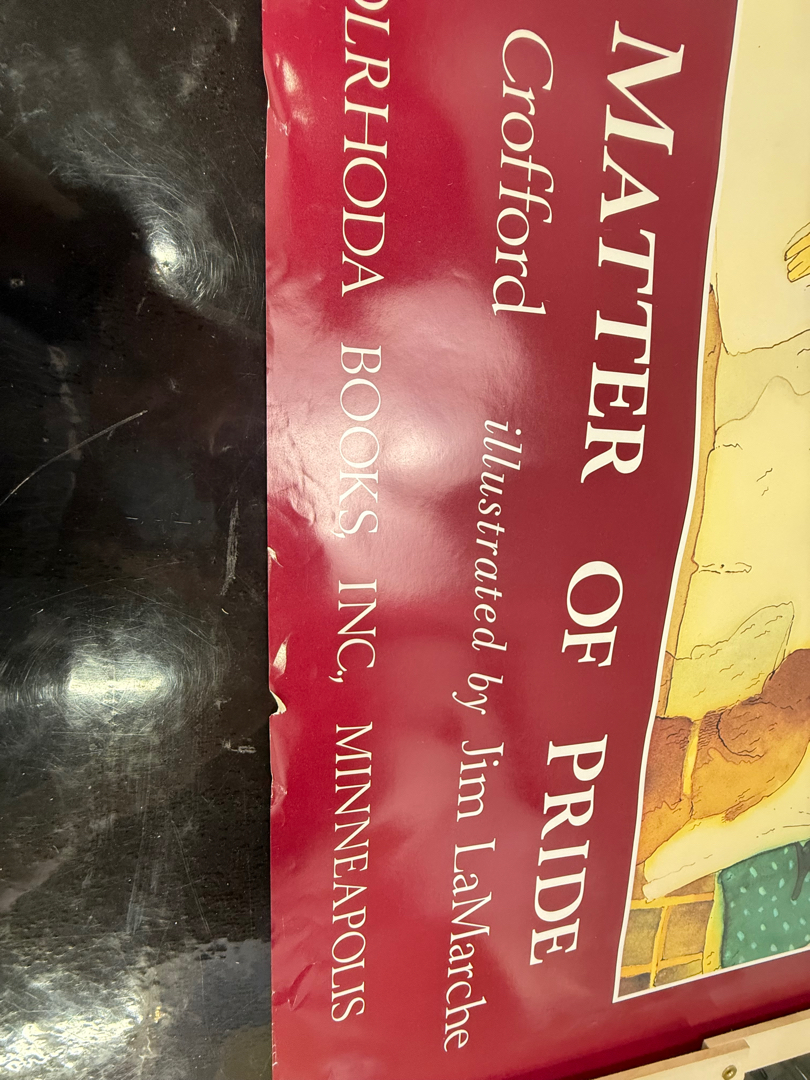 MATTER OF PRIDE
Crofford illustrated by Jim LaMarche
OLRHODA BOOKS, INC., MINNEAPOLIS